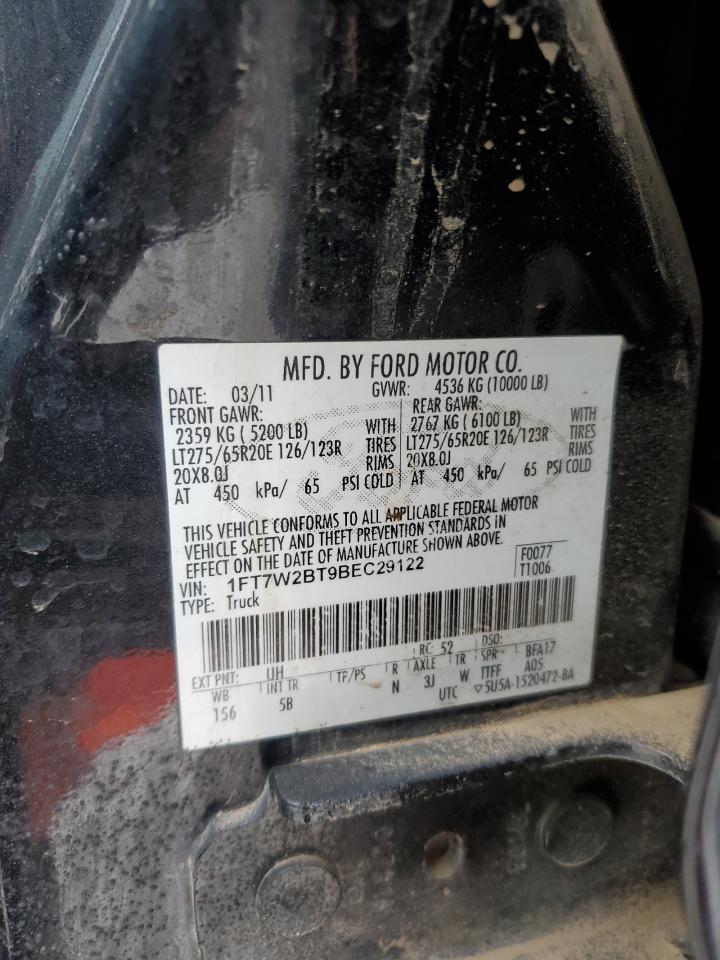 MFD. BY FORD MOTOR CO.
DATE: 03/11 GVWR: 4536 KG (10000 LB)
FRONT GAWR: REAR GAWR:
2359 KG ( 5200 LB) WITH 2767 KG ( 6100 LB) WITH
LT275/65R20E 126/123R TIRES LT275/65R20E 126/123R TIRES
20X8.0J RIMS 20X8.0J RIMS
AT 450 kPa/ 65 PSI COLD AT 450 kPa/ 65 PSI COLD
THIS VEHICLE CONFORMS TO ALL APPLICABLE FEDERAL MOTOR
VEHICLE SAFETY AND THEFT PREVENTION STANDARDS IN
EFFECT ON THE DATE OF MANUFACTURE SHOWN ABOVE.
VIN: 1FT7W2BT9BEC29122 F0077
TYPE: Truck T1006
EXT PNT: UH RC: 52 DSO:
WB INT TR TP/PS R AXLE TR SPR BFA17
156 5B N 3J W TTFF A05
UTC ▽5U5A-1520472-BA